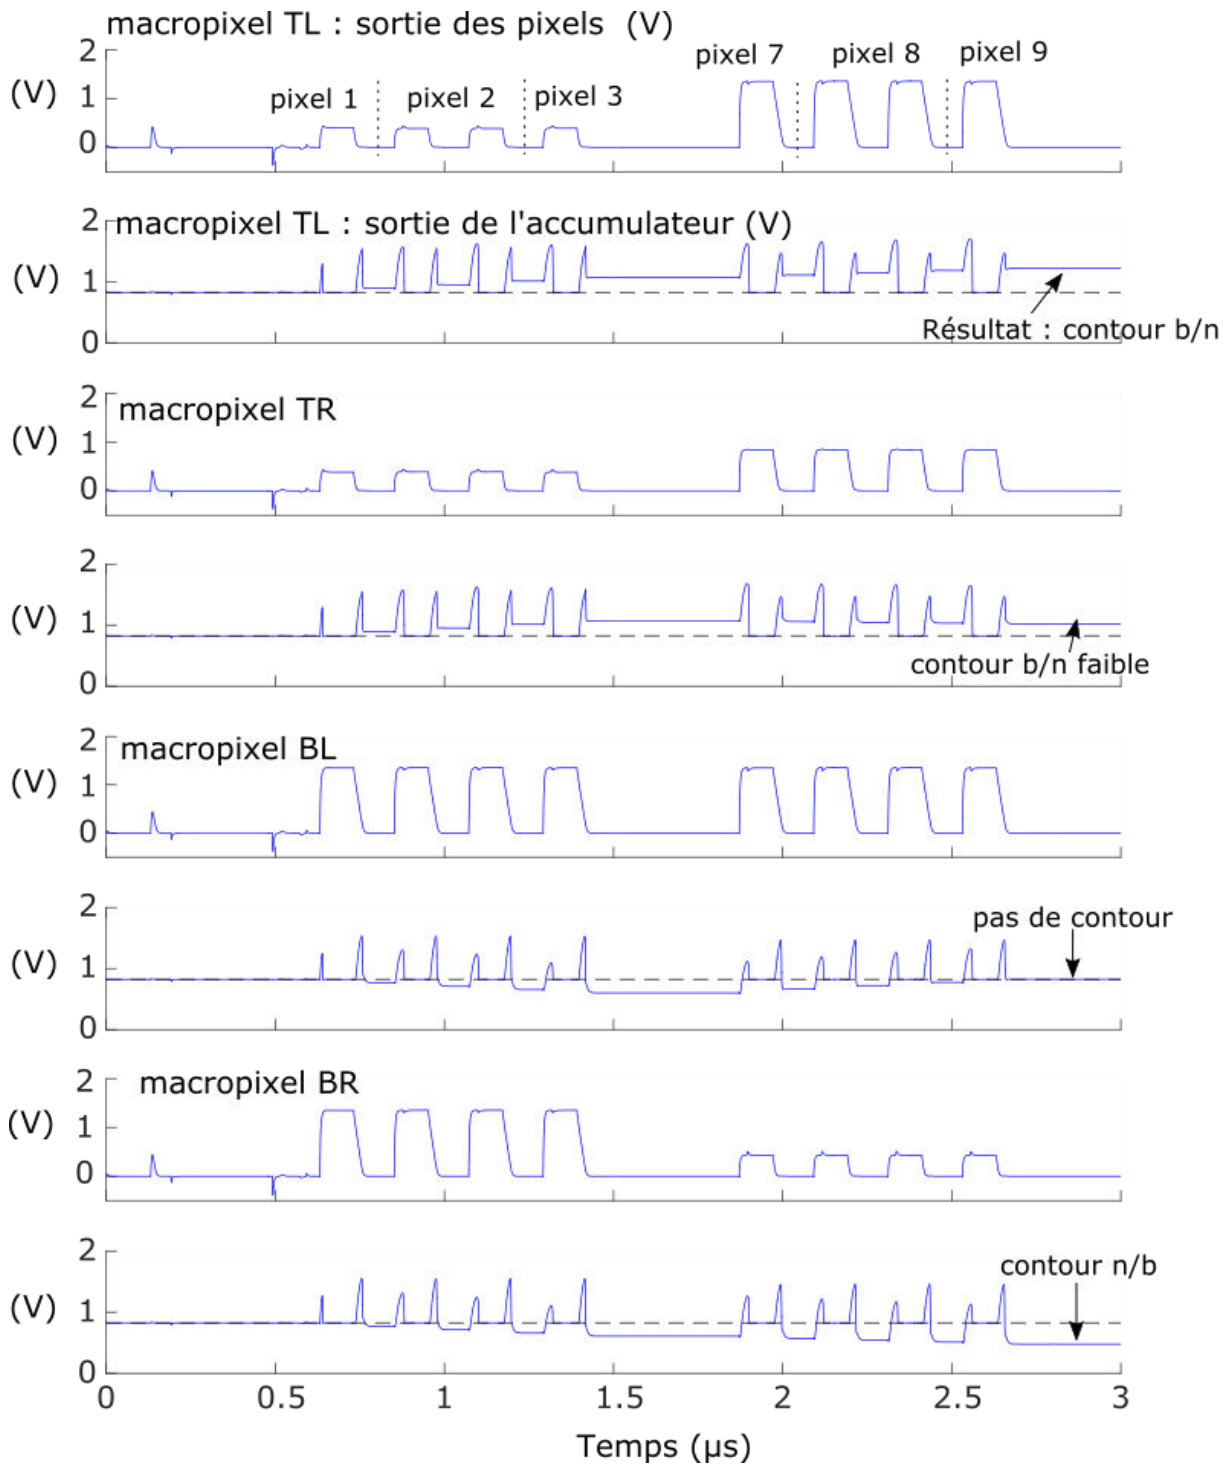 macropixel TL : sortie des pixels (V)
2
(V)
1
0
pixel 1
pixel 2
pixel 3
pixel 7
pixel 8
pixel 9
macropixel TL : sortie de l'accumulateur (V)
2
(V)
1
0
Résultat : contour b/n
macropixel TR
2
(V)
1
0
2
(V)
1
0
contour b/n faible
macropixel BL
2
(V)
1
0
2
(V)
1
0
pas de contour
macropixel BR
2
(V)
1
0
2
(V)
1
0
contour n/b
0 0.5 1 1.5 2 2.5 3
Temps (µs)